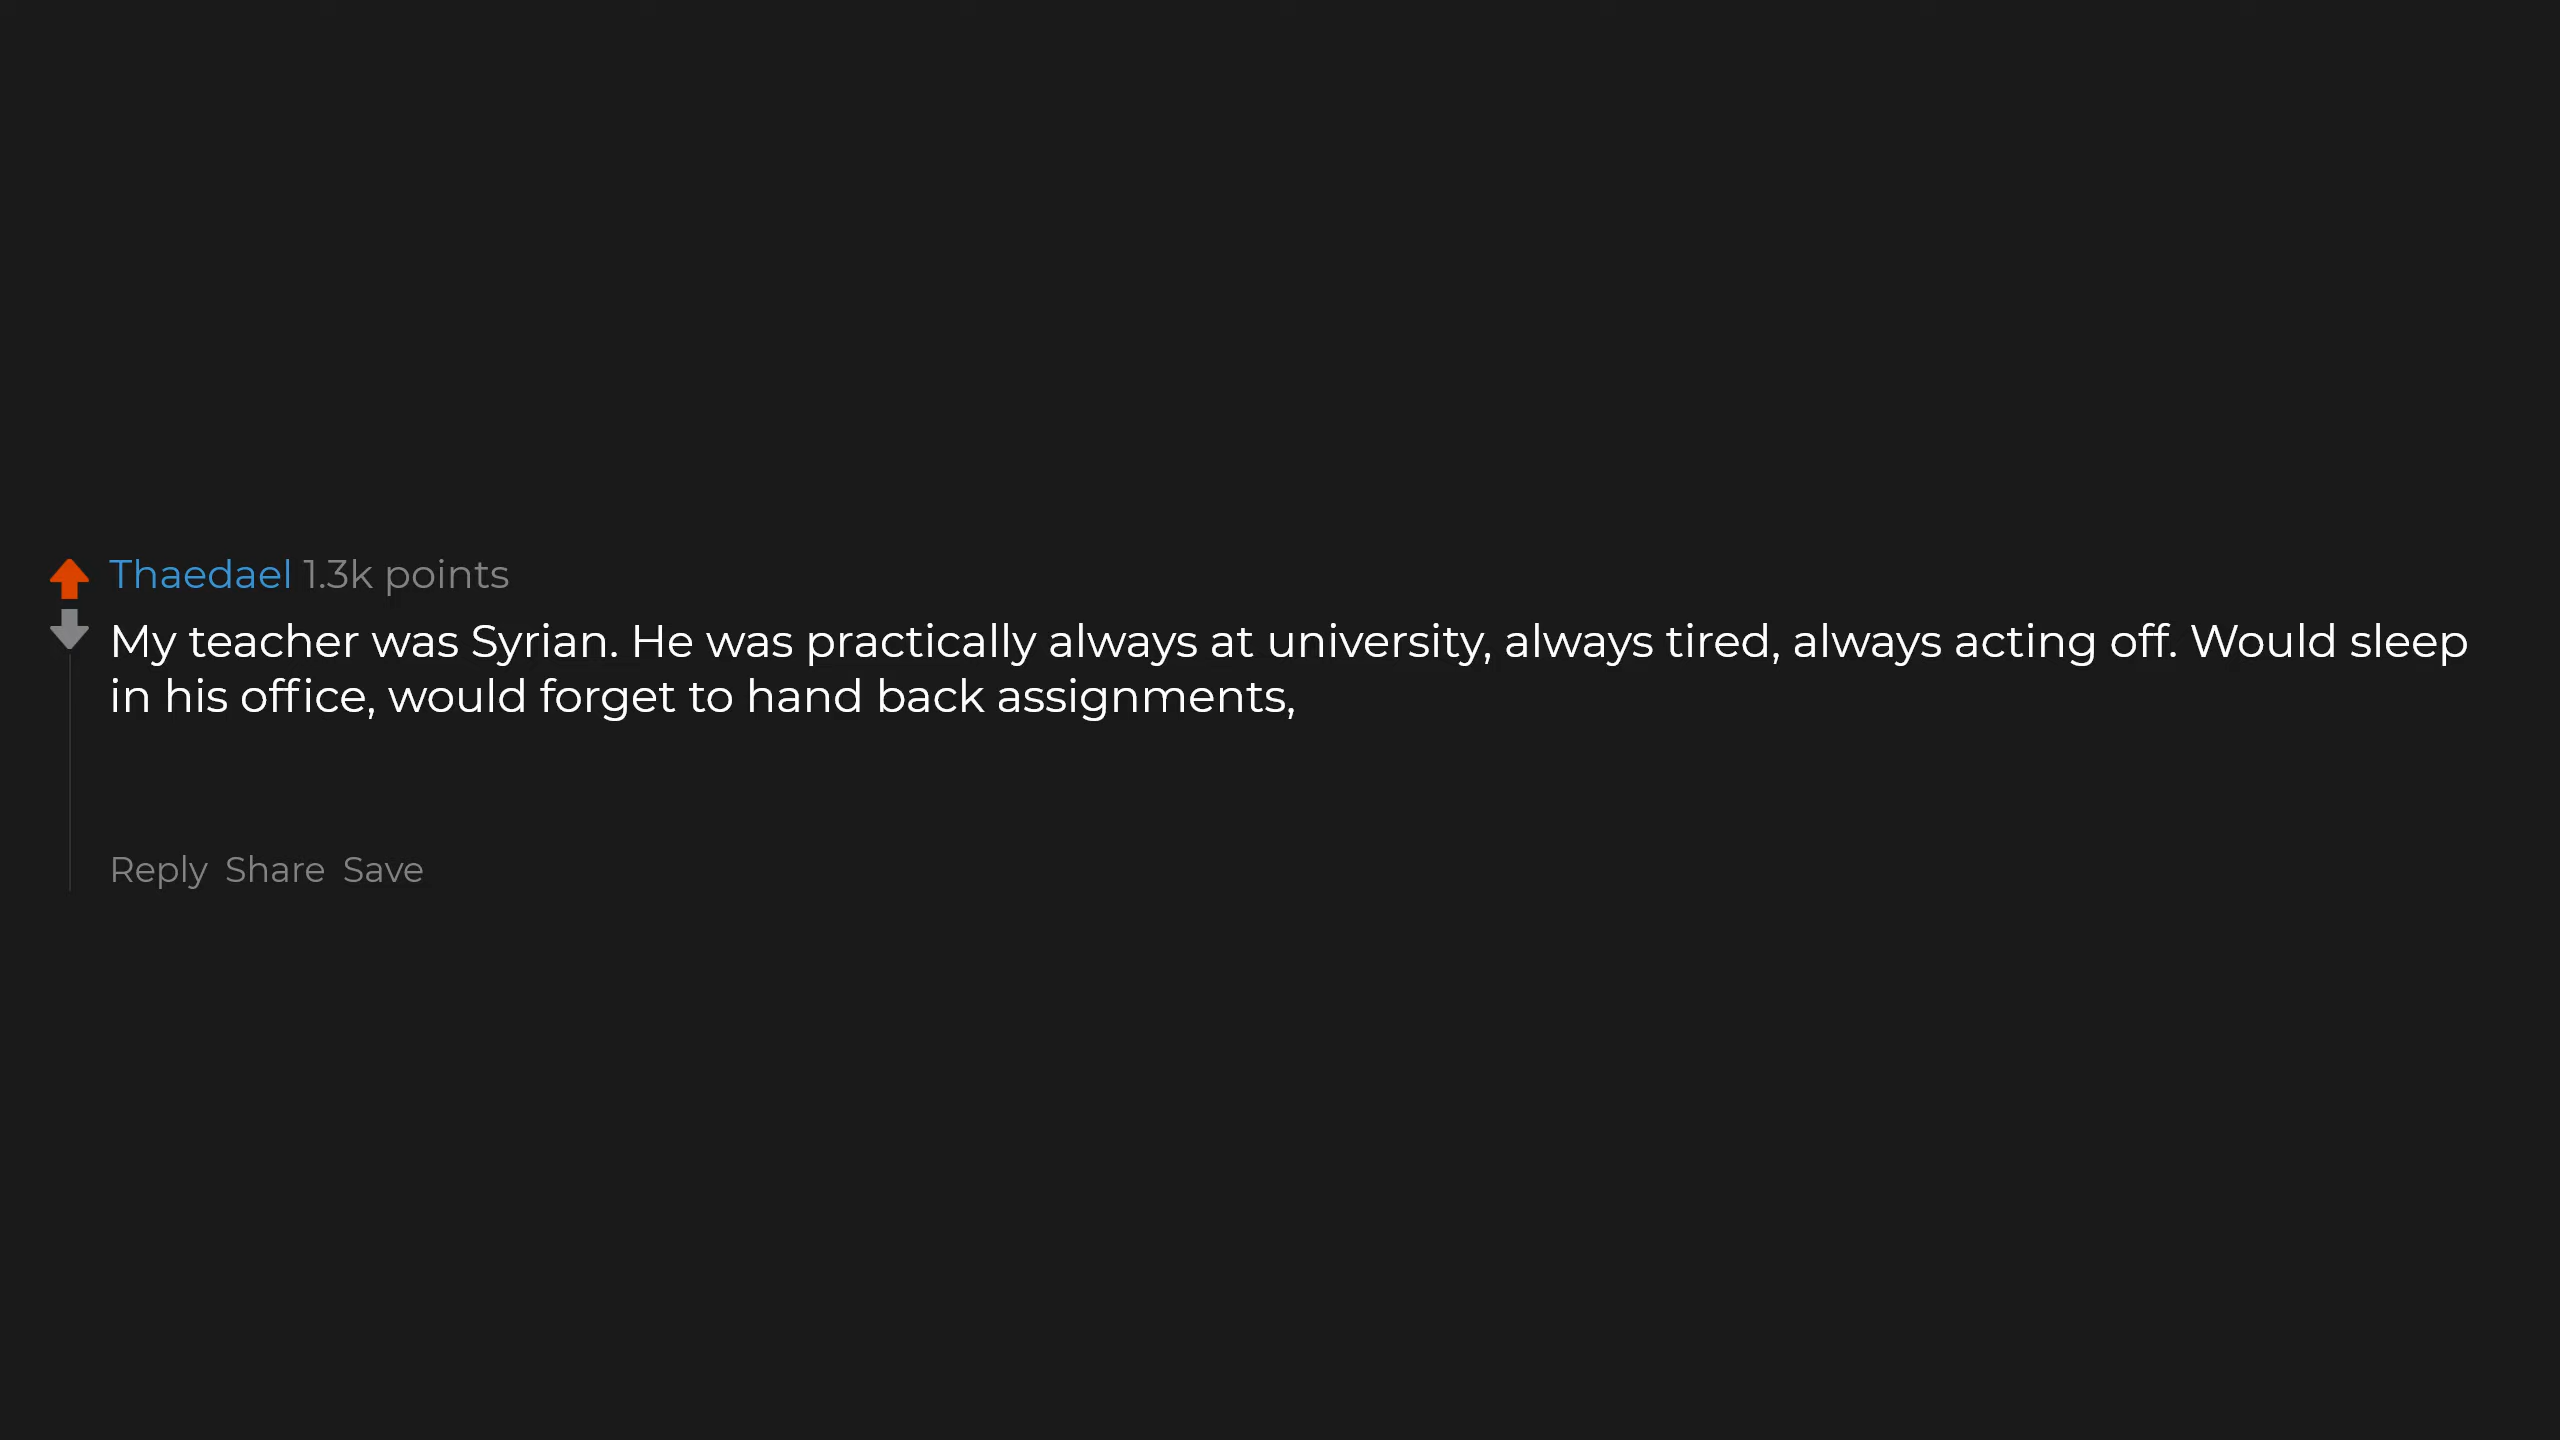 Thaedael 1.3k points
My teacher was Syrian. He was practically always at university, always tired, always acting off. Would sleep
in his office, would forget to hand back assignments,
Reply Share Save